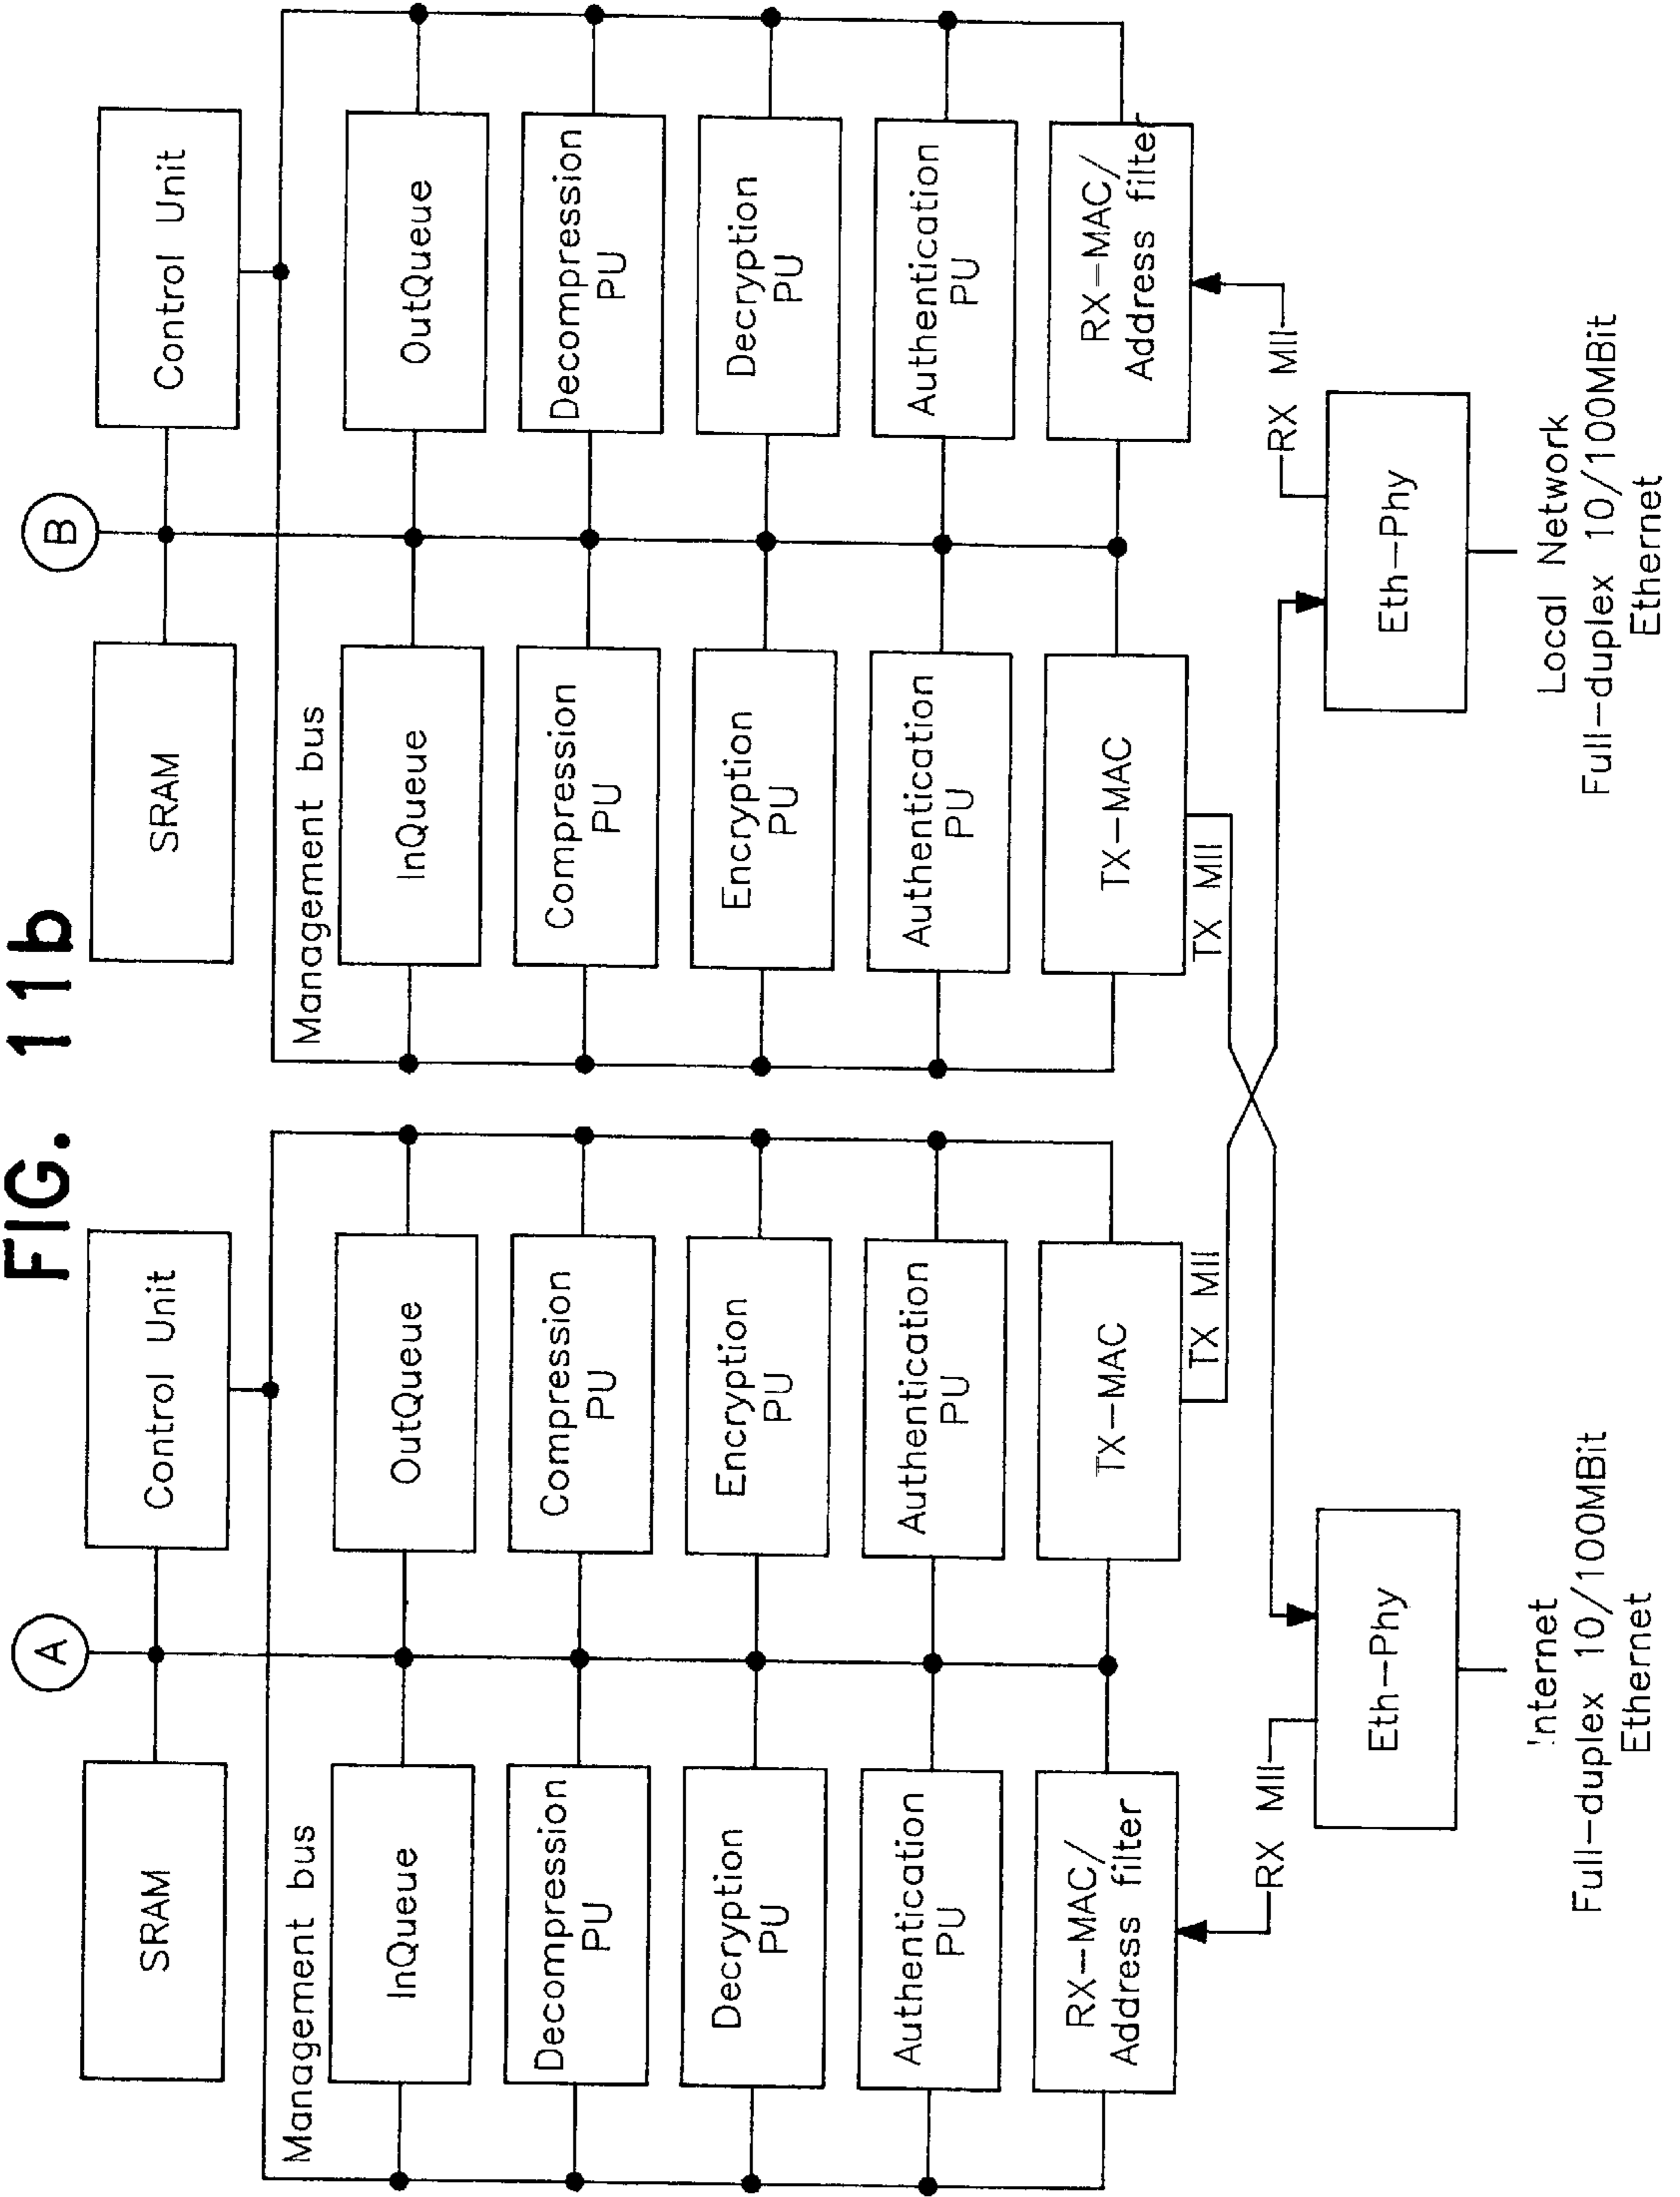 FIG. 11b
A
B
SRAM
Control Unit
SRAM
Control Unit
Management bus
Management bus
InQueue
OutQueue
InQueue
OutQueue
Decompression
PU
Compression
PU
Compression
PU
Decompression
PU
Decryption
PU
Encryption
PU
Encryption
PU
Decryption
PU
Authentication
PU
Authentication
PU
Authentication
PU
Authentication
PU
RX-MAC/
Address filter
TX-MAC
TX-MAC
RX-MAC/
Address filter
TX MII
TX MII
RX MII
RX MII
Eth-Phy
Eth-Phy
Internet
Full-duplex 10/100MBit
Ethernet
Local Network
Full-duplex 10/100MBit
Ethernet